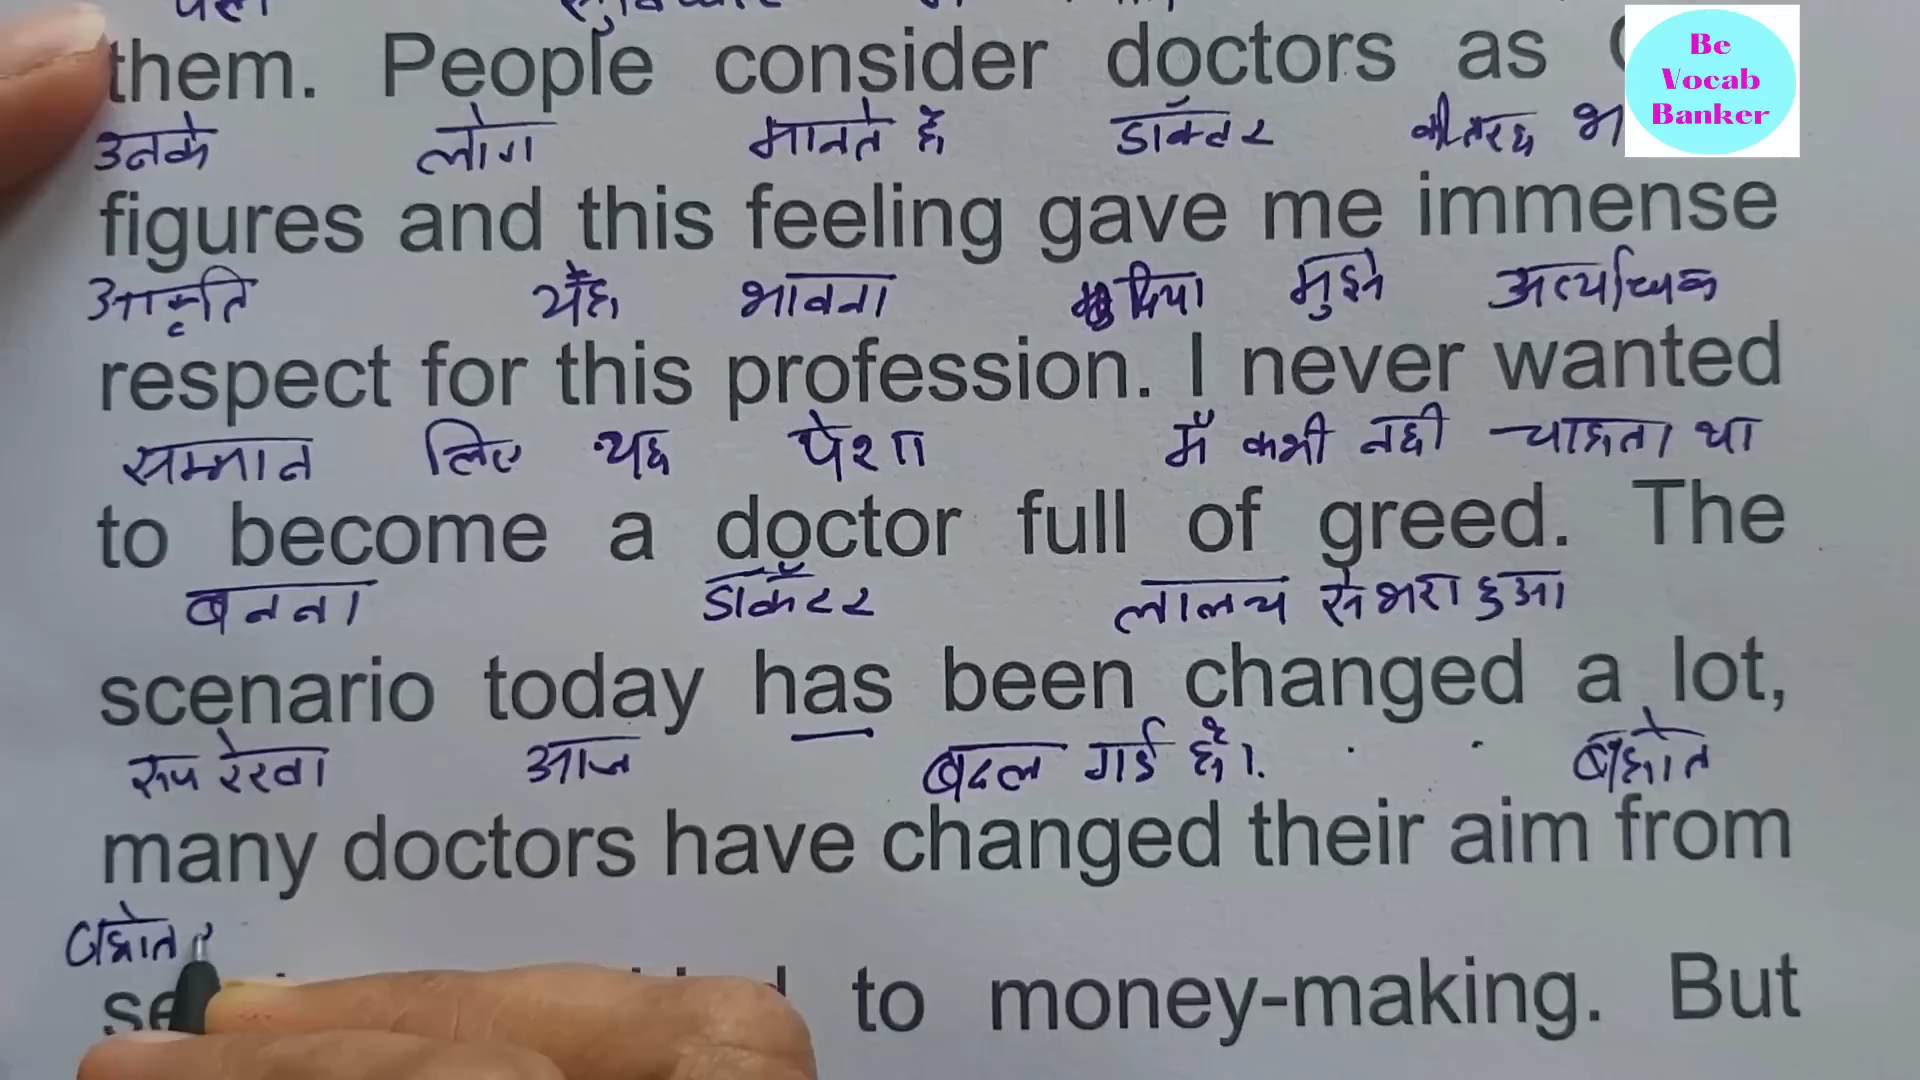 them. People consider doctors as
उनके लोग मानते है डॉक्टर की तरह
figures and this feeling gave me immense
आकृति यह भावना दिया मुझे अत्यधिक
respect for this profession. I never wanted
सम्मान लिए यह पेशा मैं कभी नही चाहता था
to become a doctor full of greed. The
बनना डॉक्टर लालच से भरा हुआ
scenario today has been changed a lot,
रूप रेखा आज बदल गई है। बहोत
many doctors have changed their aim from
बहोत
to money-making. But
Be
Vocab
Banker